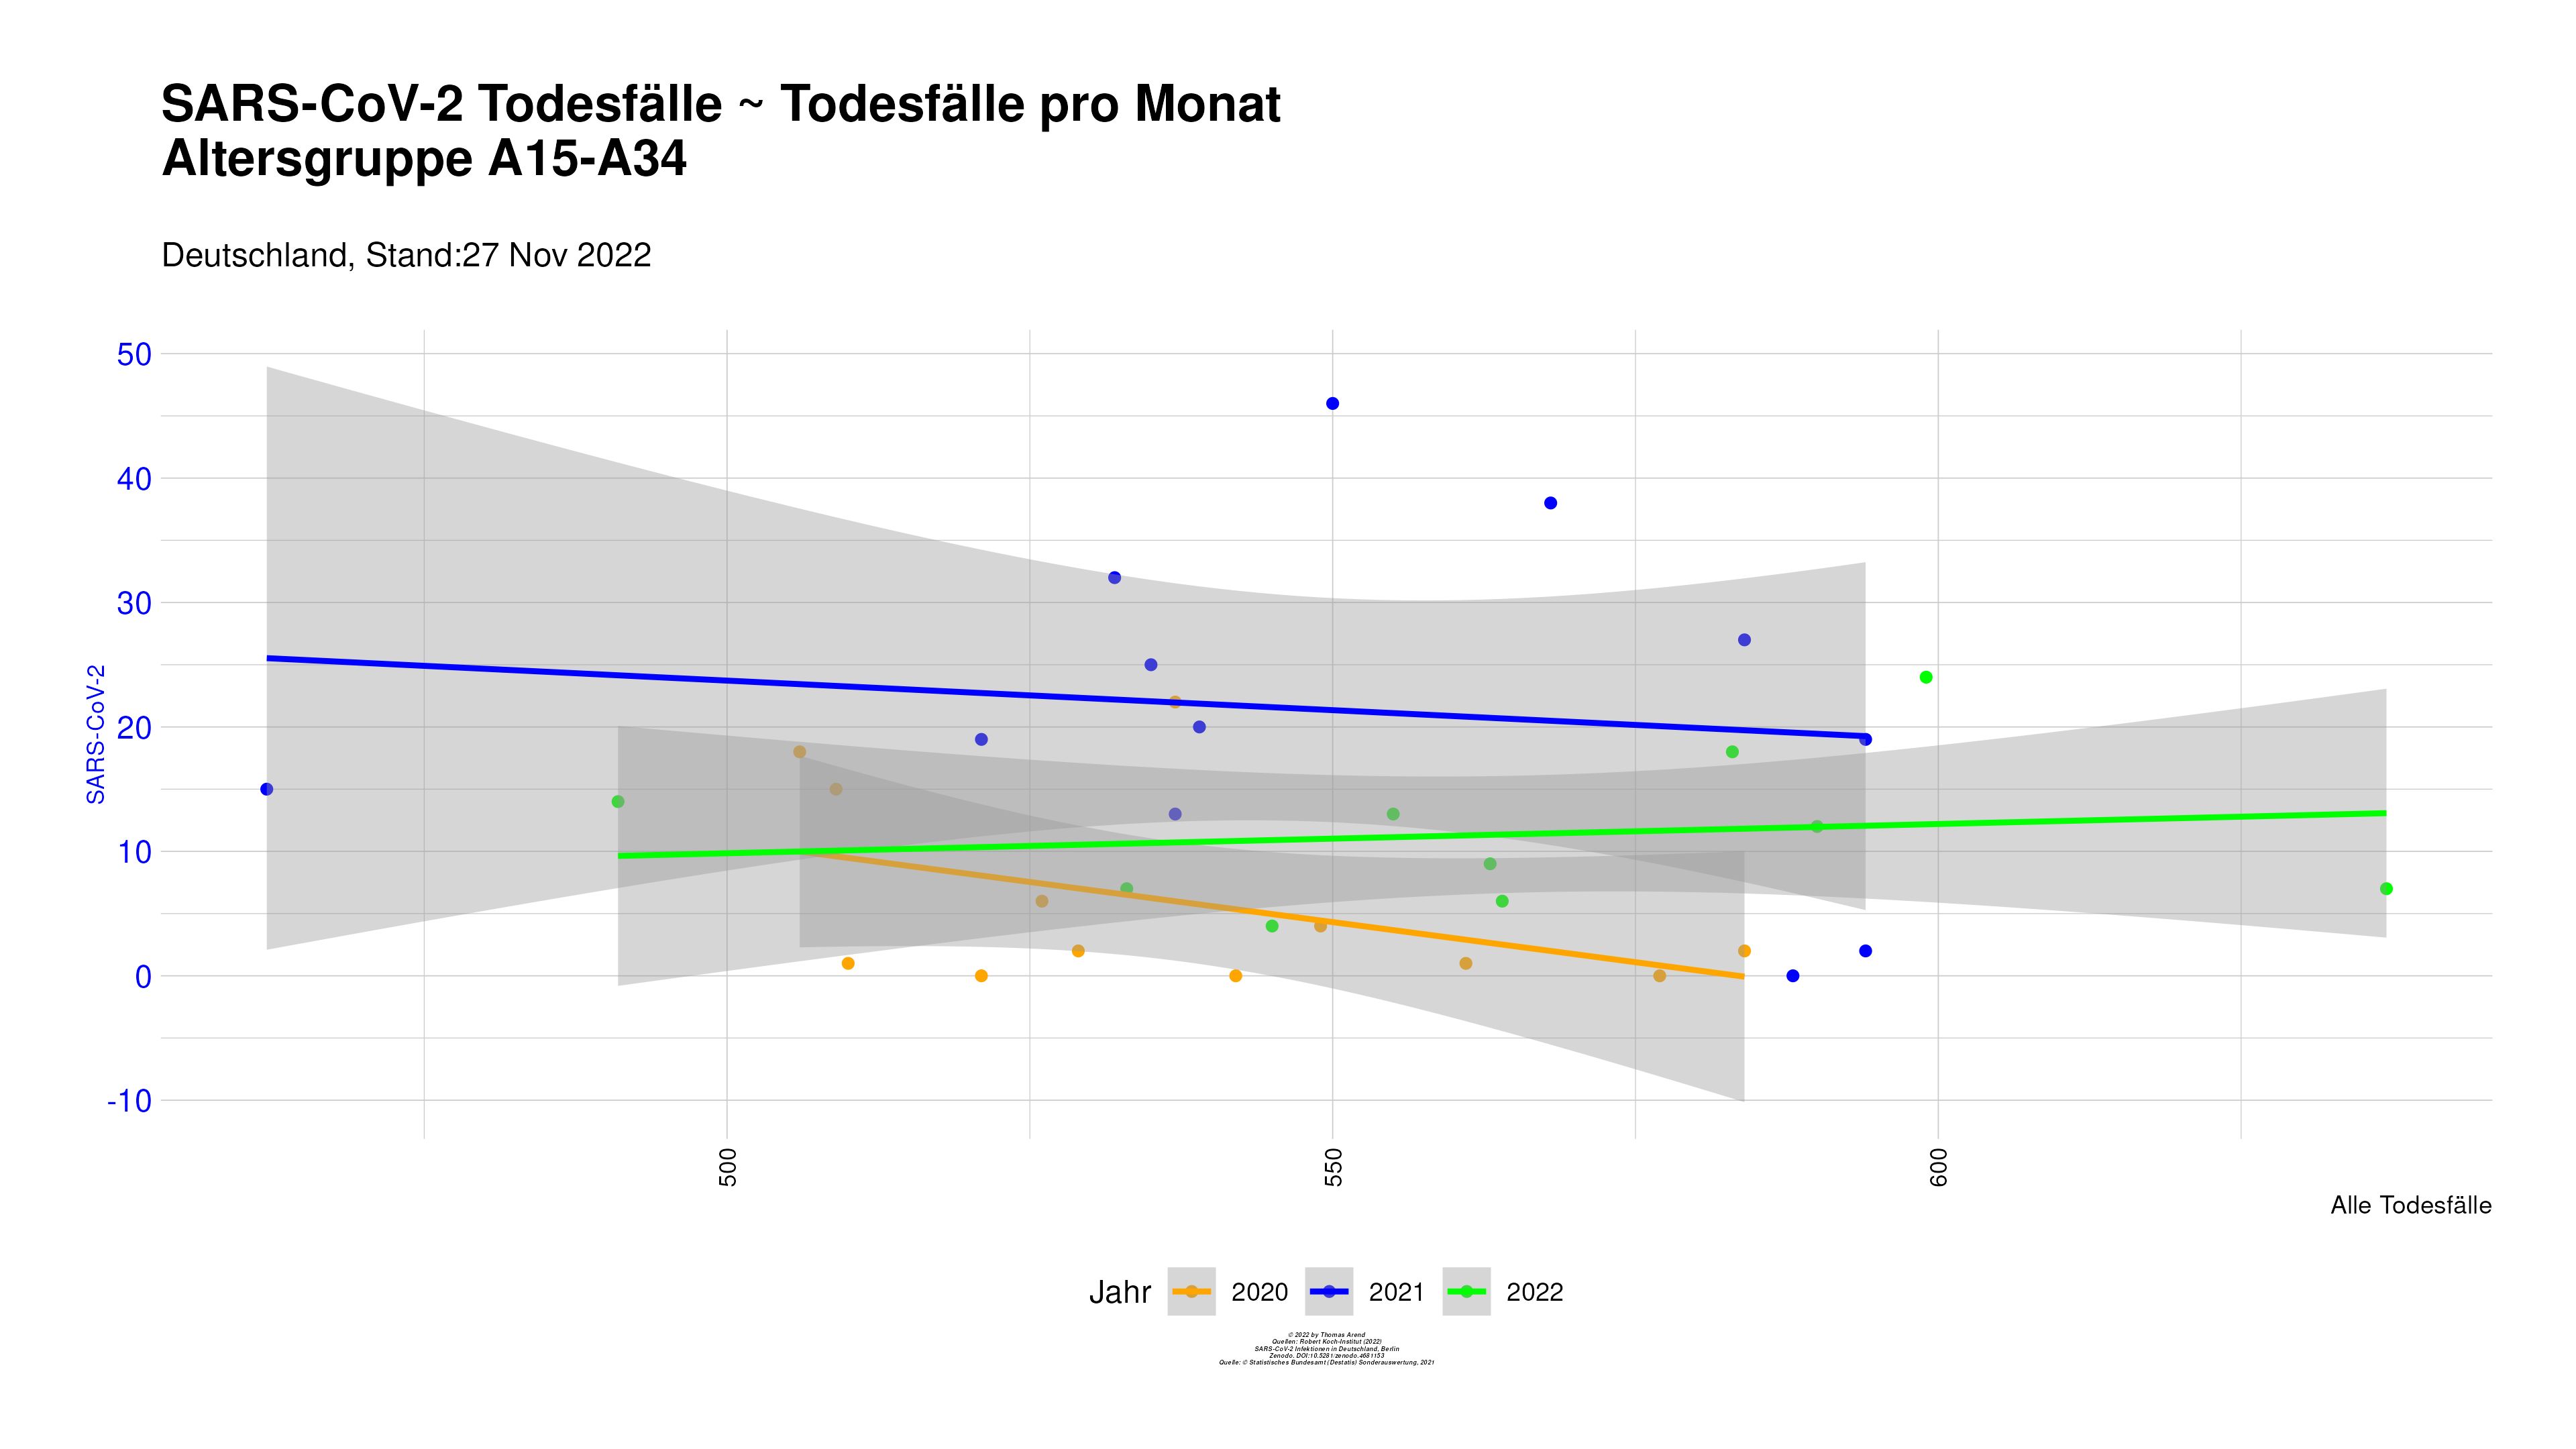 SARS-CoV-2 Todesfälle ~ Todesfälle pro Monat
Altersgruppe A15-A34
Deutschland, Stand:27 Nov 2022
50
40
30
20
10
0
-10
SARS-CoV-2
500
550
600
Alle Todesfälle
Jahr 2020 2021 2022
© 2022 by Thomas Arend
Quellen: Robert Koch-Institut (2022)
SARS-CoV-2 Infektionen in Deutschland, Berlin
Zenodo. DOI:10.5281/zenodo.4681153
Quelle: © Statistisches Bundesamt (Destatis) Sonderauswertung, 2021